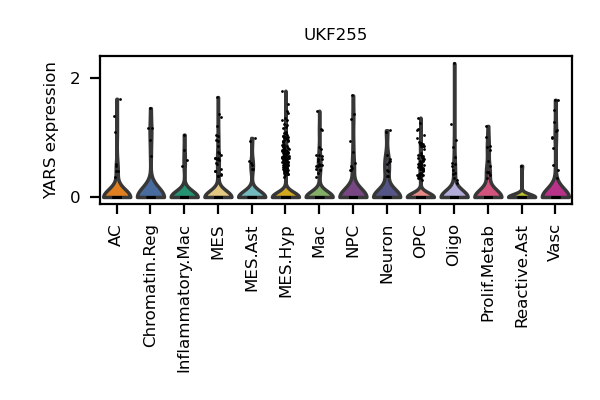 UKF255
YARS expression
2
0
AC
Chromatin.Reg
Inflammatory.Mac
MES
MES.Ast
MES.Hyp
Mac
NPC
Neuron
OPC
Oligo
Prolif.Metab
Reactive.Ast
Vasc